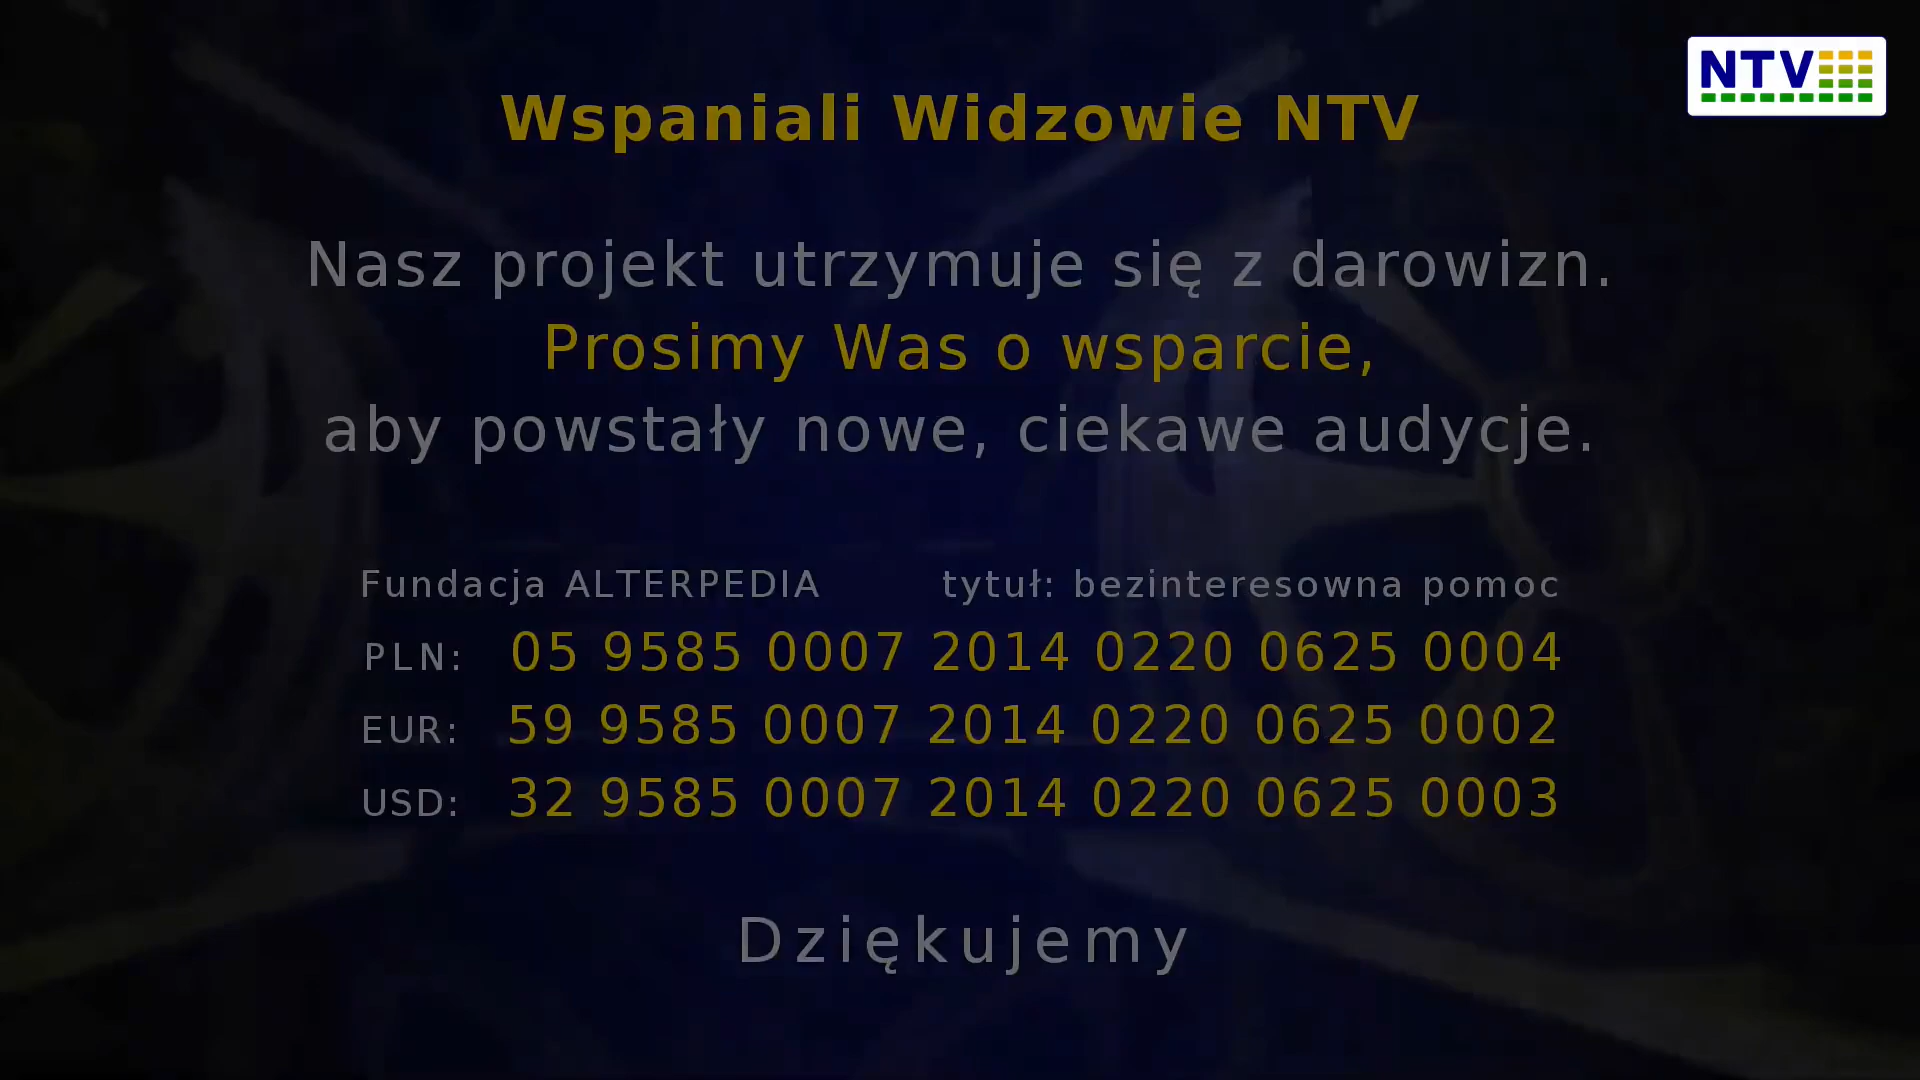 NTV
Wspaniali Widzowie NTV
Nasz projekt utrzymuje się z darowizn.
Prosimy Was o wsparcie,
aby powstały nowe, ciekawe audycje.
Fundacja ALTERPEDIA tytuł: bezinteresowna pomoc
PLN: 05 9585 0007 2014 0220 0625 0004
EUR: 59 9585 0007 2014 0220 0625 0002
USD: 32 9585 0007 2014 0220 0625 0003
Dziękujemy